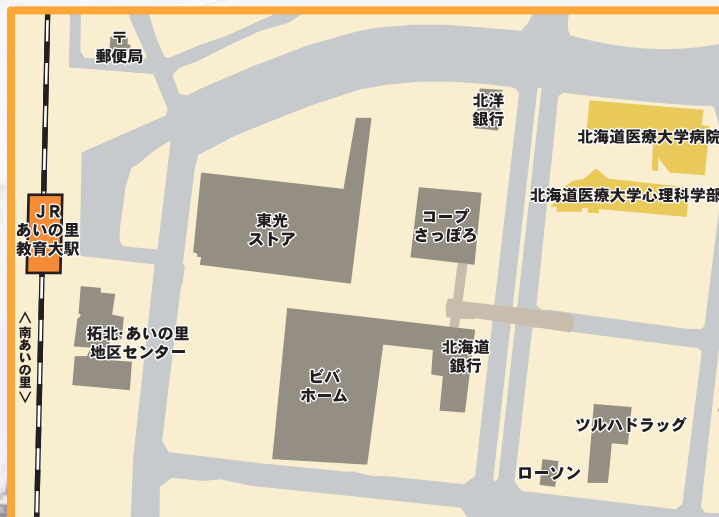 〒
郵便局
北洋
銀行
北海道医療大学病院
北海道医療大学心理科学部
JR
あいの里
教育大駅
東光
ストア
コープ
さっぽろ
〈南あいの里〉
拓北・あいの里
地区センター
北海道
銀行
ビバ
ホーム
ツルハドラッグ
ローソン